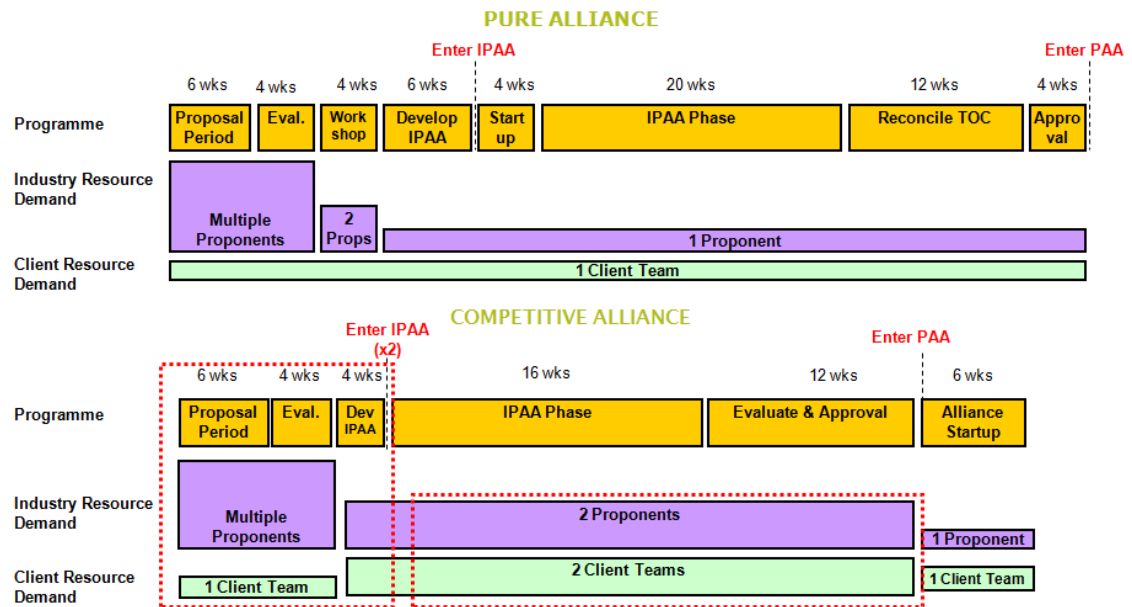 PURE ALLIANCE
Enter IPAA
Enter PAA
6 wks
4 wks
4 wks
6 wks
4 wks
20 wks
12 wks
4 wks
Programme
Proposal
Period
Eval.
Work
shop
Develop
IPAA
Start
up
IPAA Phase
Reconcile TOC
Appro
val
Industry Resource
Demand
Multiple
Proponents
2
Props
1 Proponent
Client Resource
Demand
1 Client Team
COMPETITIVE ALLIANCE
Enter IPAA
(x2)
Enter PAA
6 wks
4 wks
4 wks
16 wks
12 wks
6 wks
Programme
Proposal
Period
Eval.
Dev
IPAA
IPAA Phase
Evaluate & Approval
Alliance
Startup
Industry Resource
Demand
Multiple
Proponents
2 Proponents
1 Proponent
Client Resource
Demand
1 Client Team
2 Client Teams
1 Client Team